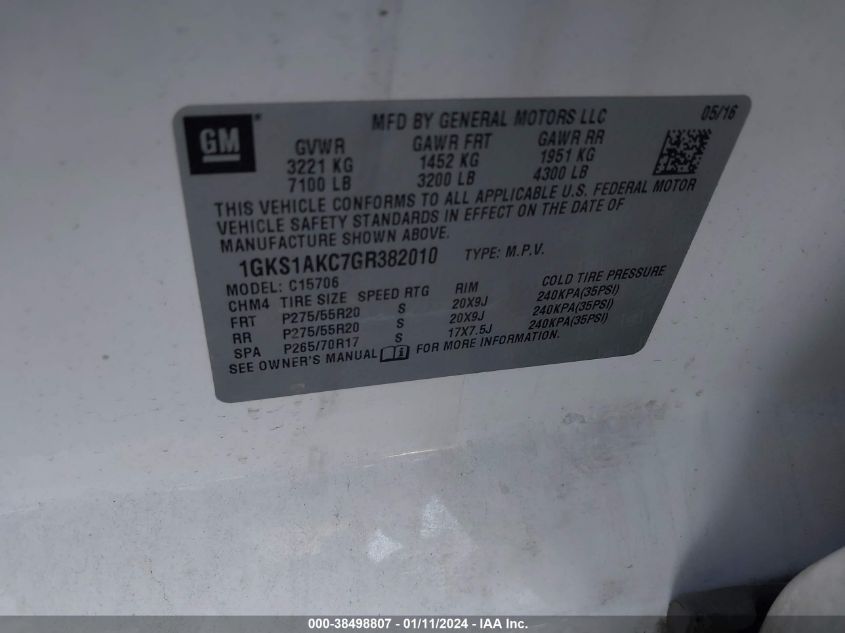 GM
MFD BY GENERAL MOTORS LLC 05/16
GVWR GAWR FRT GAWR RR
3221 KG 1452 KG 1951 KG
7100 LB 3200 LB 4300 LB
THIS VEHICLE CONFORMS TO ALL APPLICABLE U.S. FEDERAL MOTOR
VEHICLE SAFETY STANDARDS IN EFFECT ON THE DATE OF
MANUFACTURE SHOWN ABOVE.
1GKS1AKC7GR382010 TYPE: M.P.V.
MODEL: C15706
CHM4 TIRE SIZE SPEED RTG RIM COLD TIRE PRESSURE
FRT P275/55R20 S 20X9J 240KPA(35PSI)
RR P275/55R20 S 20X9J 240KPA(35PSI)
SPA P265/70R17 S 17X7.5J 240KPA(35PSI)
SEE OWNER'S MANUAL FOR MORE INFORMATION.
000-38498807 - 01/11/2024 - IAA Inc.